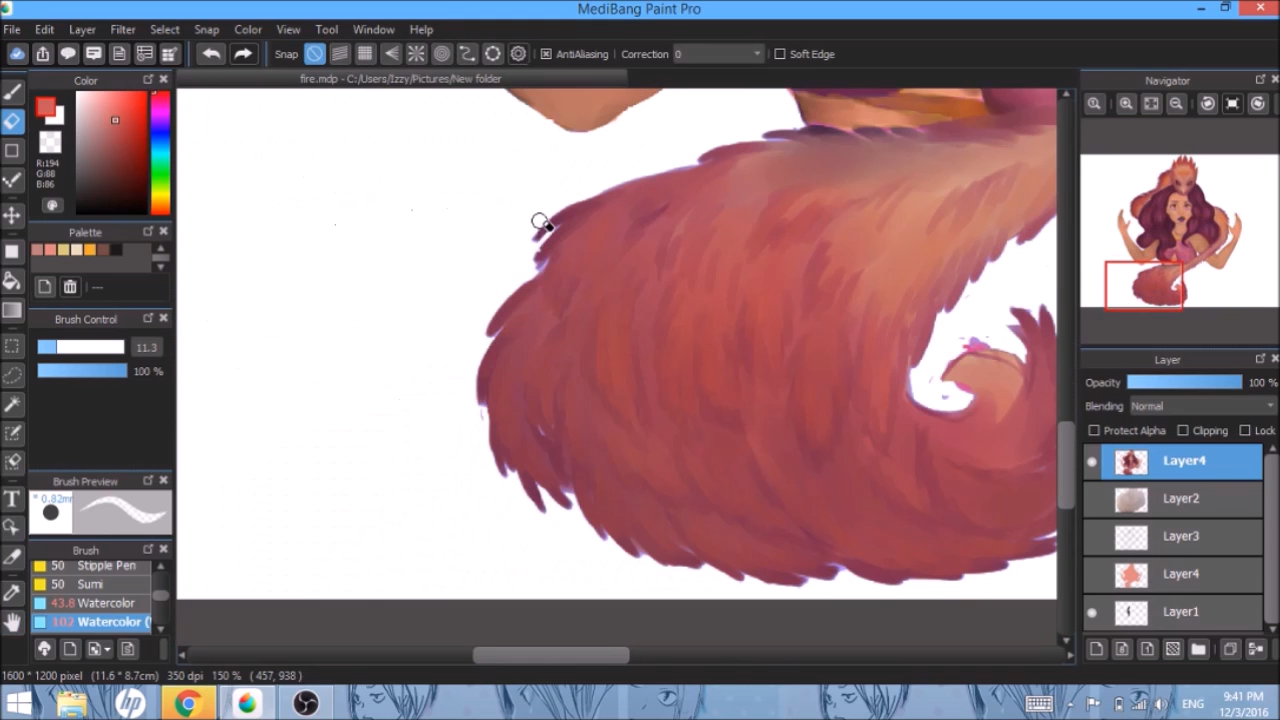 MediBang Paint Pro
File Edit Layer Filter Select Snap Color View Tool Window Help
Snap AntiAliasing Correction 0 Soft Edge
Color
fire.mdp - C:/Users/Izzy/Pictures/New folder
Navigator
R:194
G:88
B:86
Palette
---
Brush Control
11.3
100 %
Layer
Opacity 100 %
Blending Normal
Protect Alpha Clipping Lock
Layer4
Layer2
Layer3
Layer4
Layer1
Brush Preview
* 0.82mm
Brush
50 Stipple Pen
50 Sumi
43.8 Watercolor
102 Watercolor (
T
1600 * 1200 pixel (11.6 * 8.7cm) 350 dpi 150 % ( 457, 938 )
hp
ENG
9:41 PM
12/3/2016